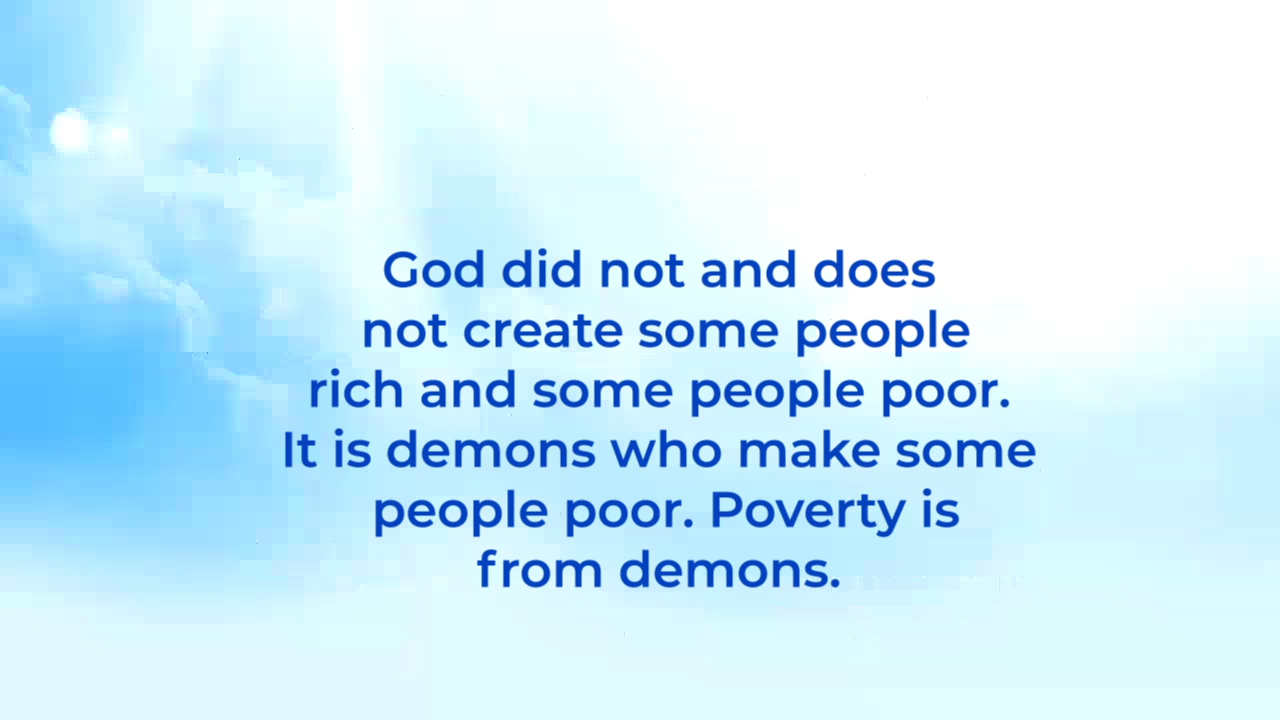 God did not and does
not create some people
rich and some people poor.
It is demons who make some
people poor. Poverty is
from demons.